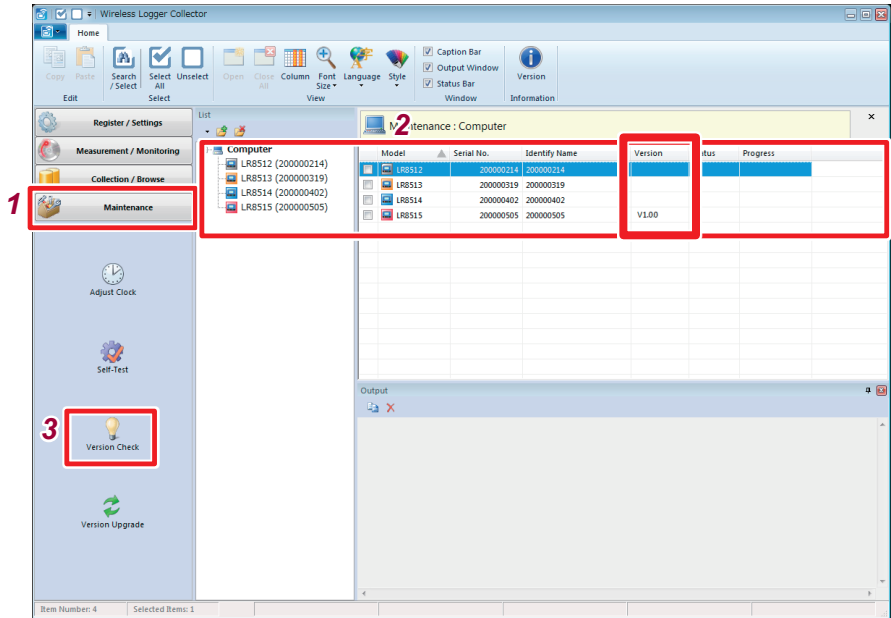 Wireless Logger Collector
Home
Copy Paste Search / Select Select All Unselect Open Close All Column Font Size Language Style Caption Bar Output Window Status Bar Version
Edit Select View Window Information
Register / Settings
Measurement / Monitoring
Collection / Browse
1 Maintenance
Adjust Clock
Self-Test
3 Version Check
Version Upgrade
List
Computer
LR8512 (200000214)
LR8513 (200000319)
LR8514 (200000402)
LR8515 (200000505)
2
Maintenance : Computer
Model Serial No. Identify Name Version Progress
LR8512 200000214 200000214
LR8513 200000319 200000319
LR8514 200000402 200000402
LR8515 200000505 200000505 V1.00
Output
Item Number: 4 Selected Items: 1